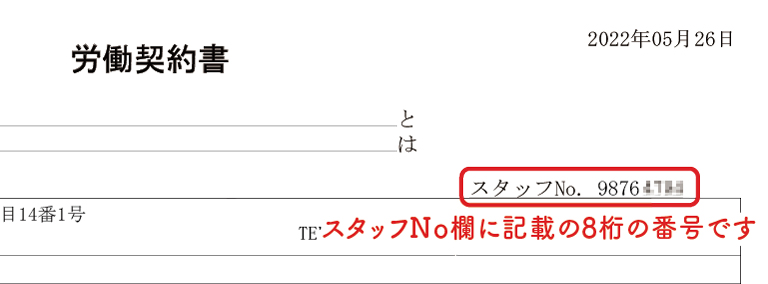 2022年05月26日
労働契約書
と
は
スタッフNo. 9876
目14番1号
TE'
スタッフNo欄に記載の8桁の番号です